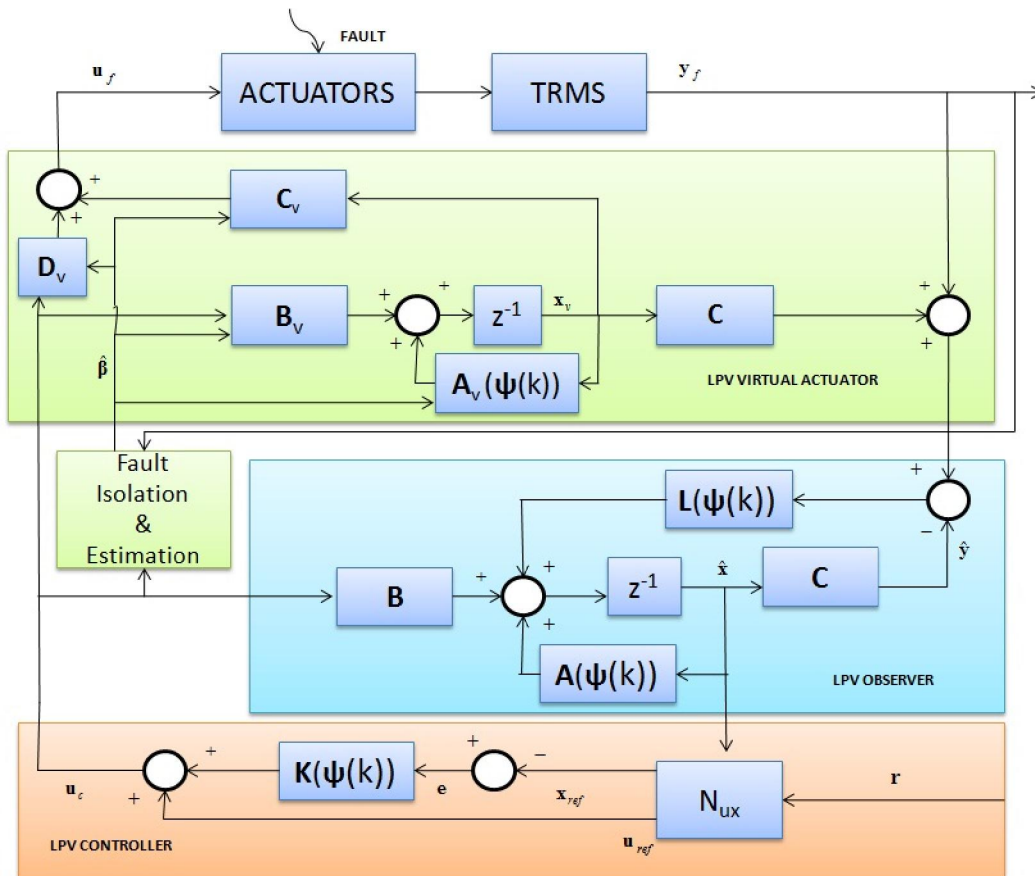 FAULT
u_f
ACTUATORS
TRMS
y_f
+
+
C_v
D_v
+
+
+
B_v
+
z^-1
x_v
C
+
+
β̂
A_v(ψ(k))
LPV VIRTUAL ACTUATOR
Fault
Isolation
&
Estimation
L(ψ(k))
+
−
ŷ
B
+
+
+
+
z^-1
x̂
C
A(ψ(k))
LPV OBSERVER
u_c
+
+
K(ψ(k))
e
+
−
x_ref
u_ref
N_ux
r
LPV CONTROLLER